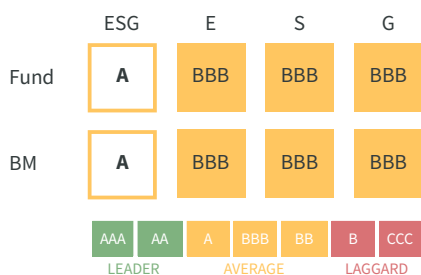 ESG E S G
Fund A BBB BBB BBB
BM A BBB BBB BBB
AAA AA A BBB BB B CCC
LEADER AVERAGE LAGGARD